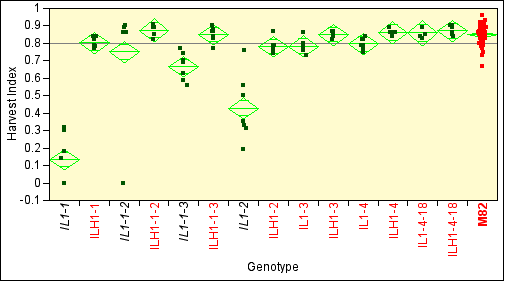 Harvest Index
1
0.9
0.8
0.7
0.6
0.5
0.4
0.3
0.2
0.1
0
-0.1
IL1-1
ILH1-1
IL1-1-2
ILH1-1-2
IL1-1-3
ILH1-1-3
IL1-2
ILH1-2
IL1-3
ILH1-3
IL1-4
ILH1-4
IL1-4-18
ILH1-4-18
M82
Genotype